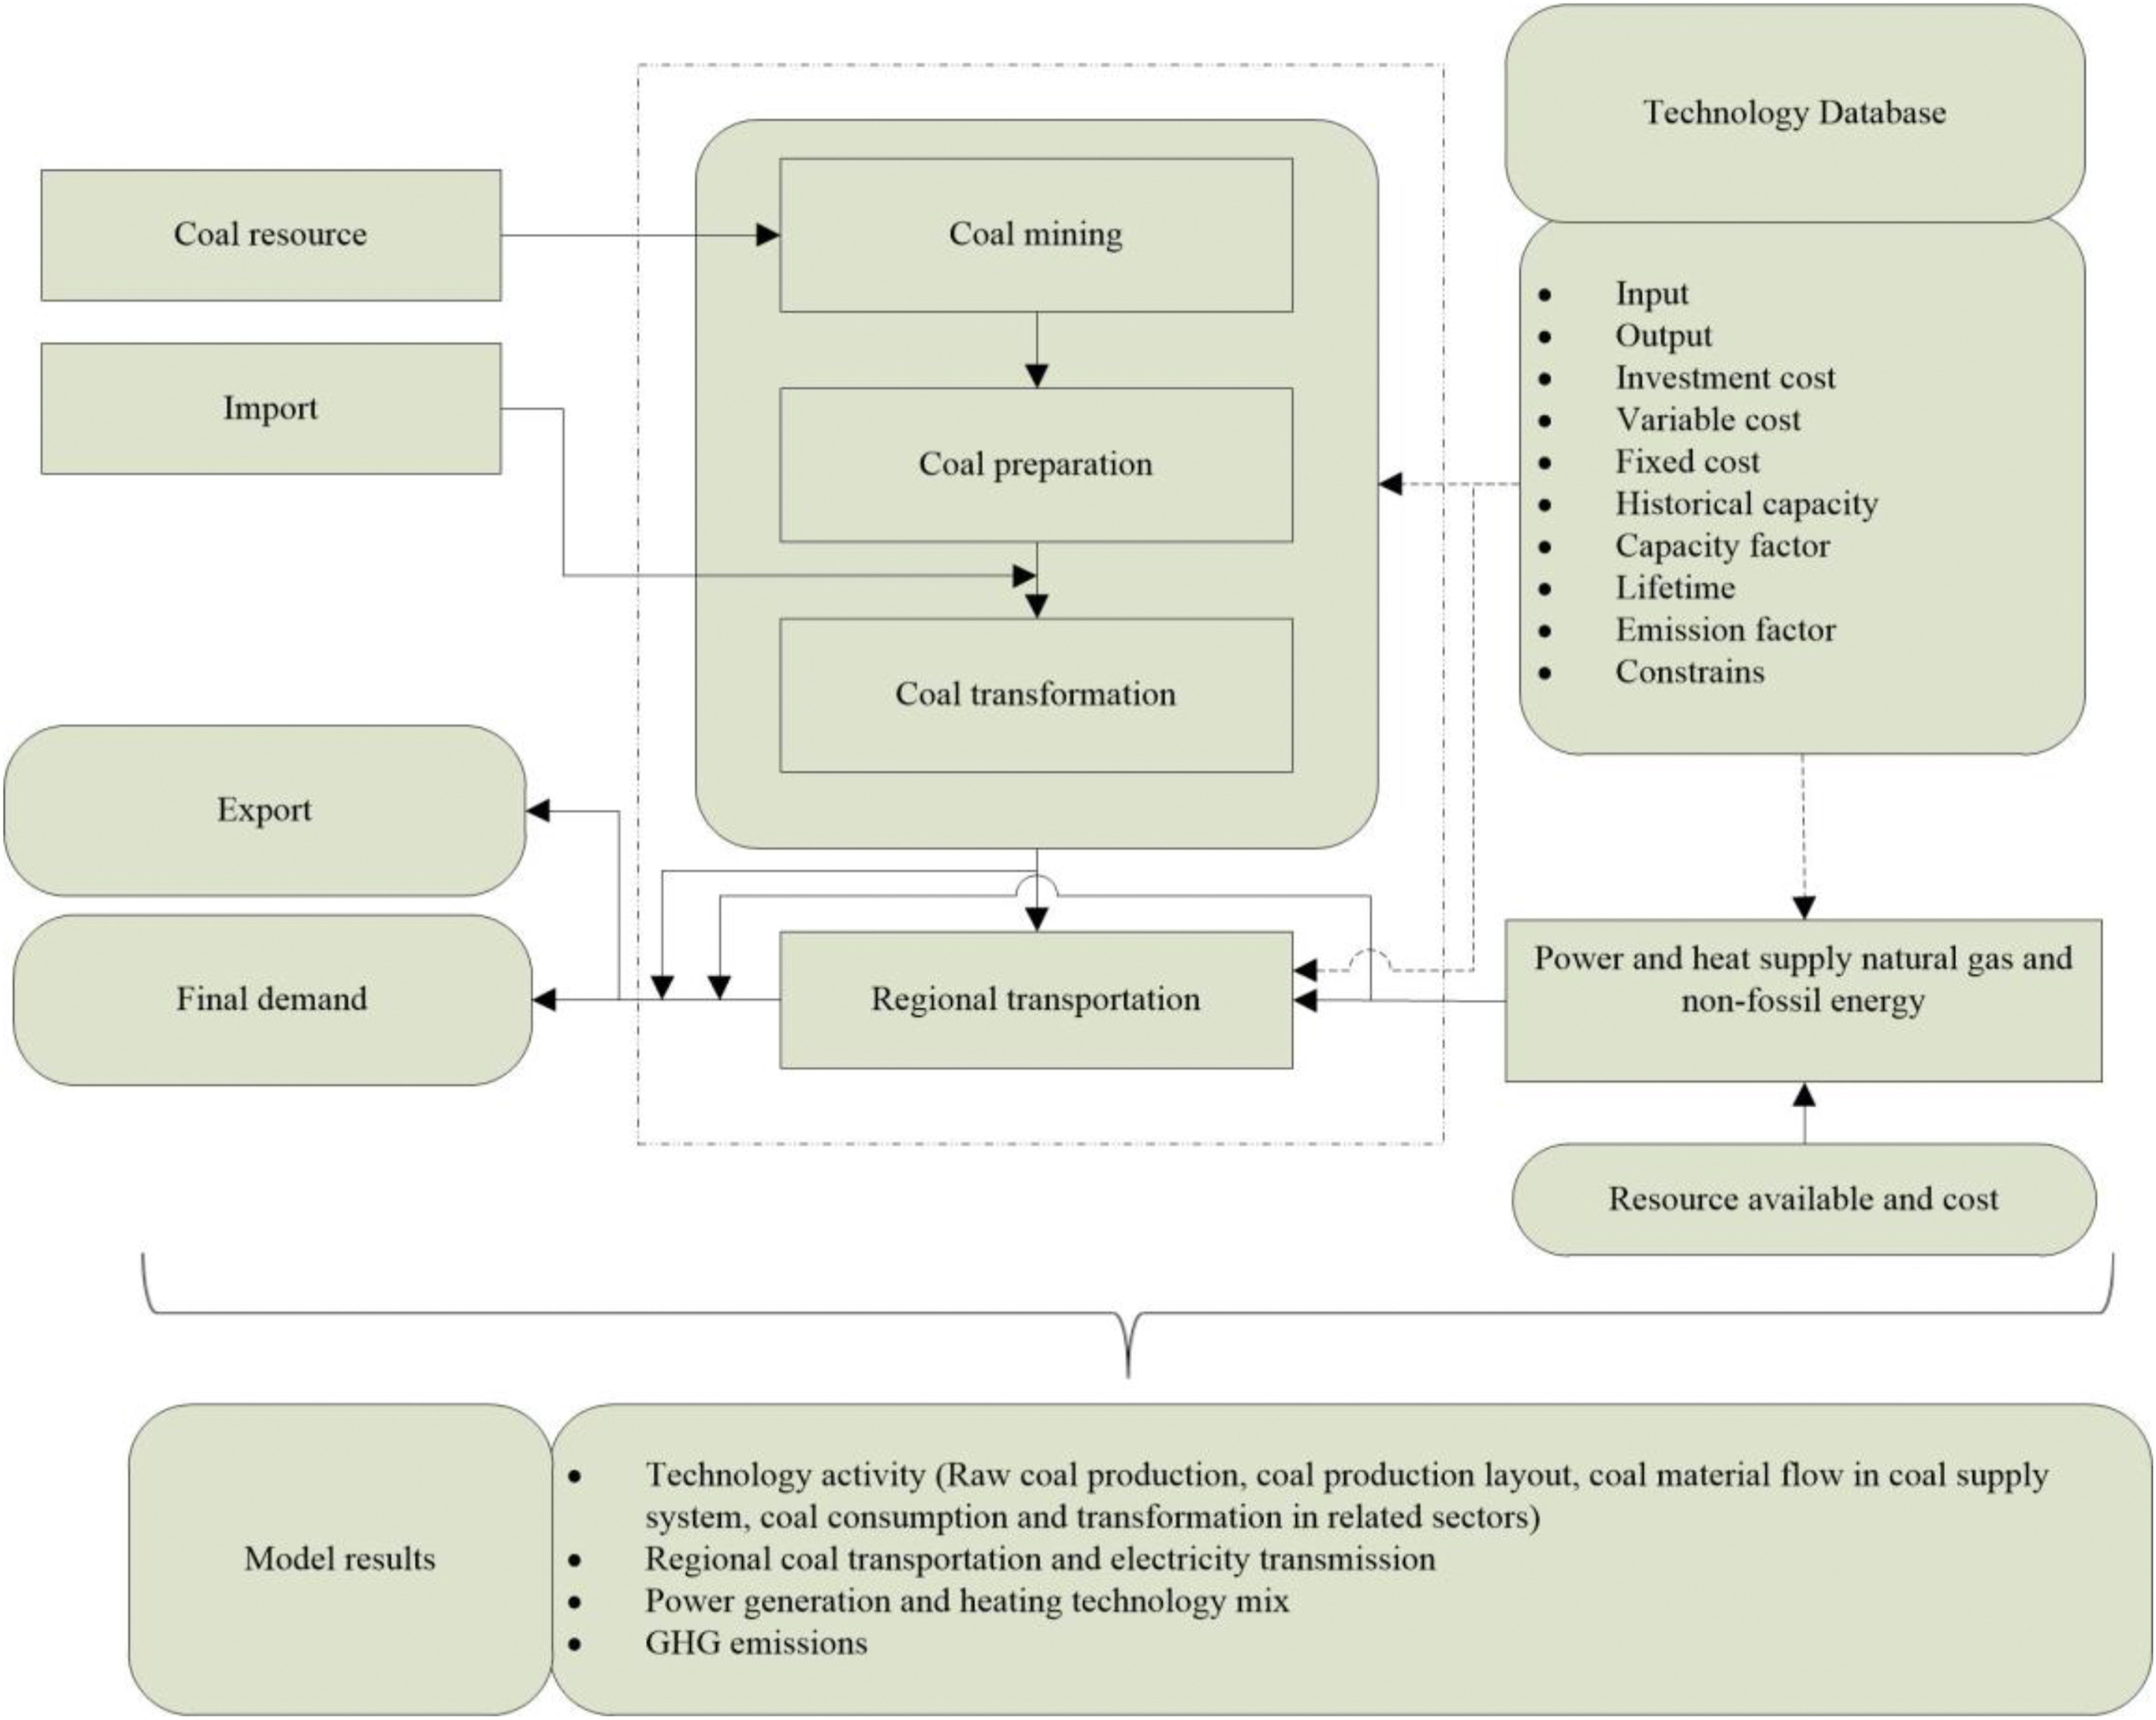 Technology Database
Coal resource
Coal mining
Import
Coal preparation
Coal transformation
• Input
• Output
• Investment cost
• Variable cost
• Fixed cost
• Historical capacity
• Capacity factor
• Lifetime
• Emission factor
• Constrains
Export
Final demand
Regional transportation
Power and heat supply natural gas and
non-fossil energy
Resource available and cost
Model results
• Technology activity (Raw coal production, coal production layout, coal material flow in coal supply
system, coal consumption and transformation in related sectors)
• Regional coal transportation and electricity transmission
• Power generation and heating technology mix
• GHG emissions